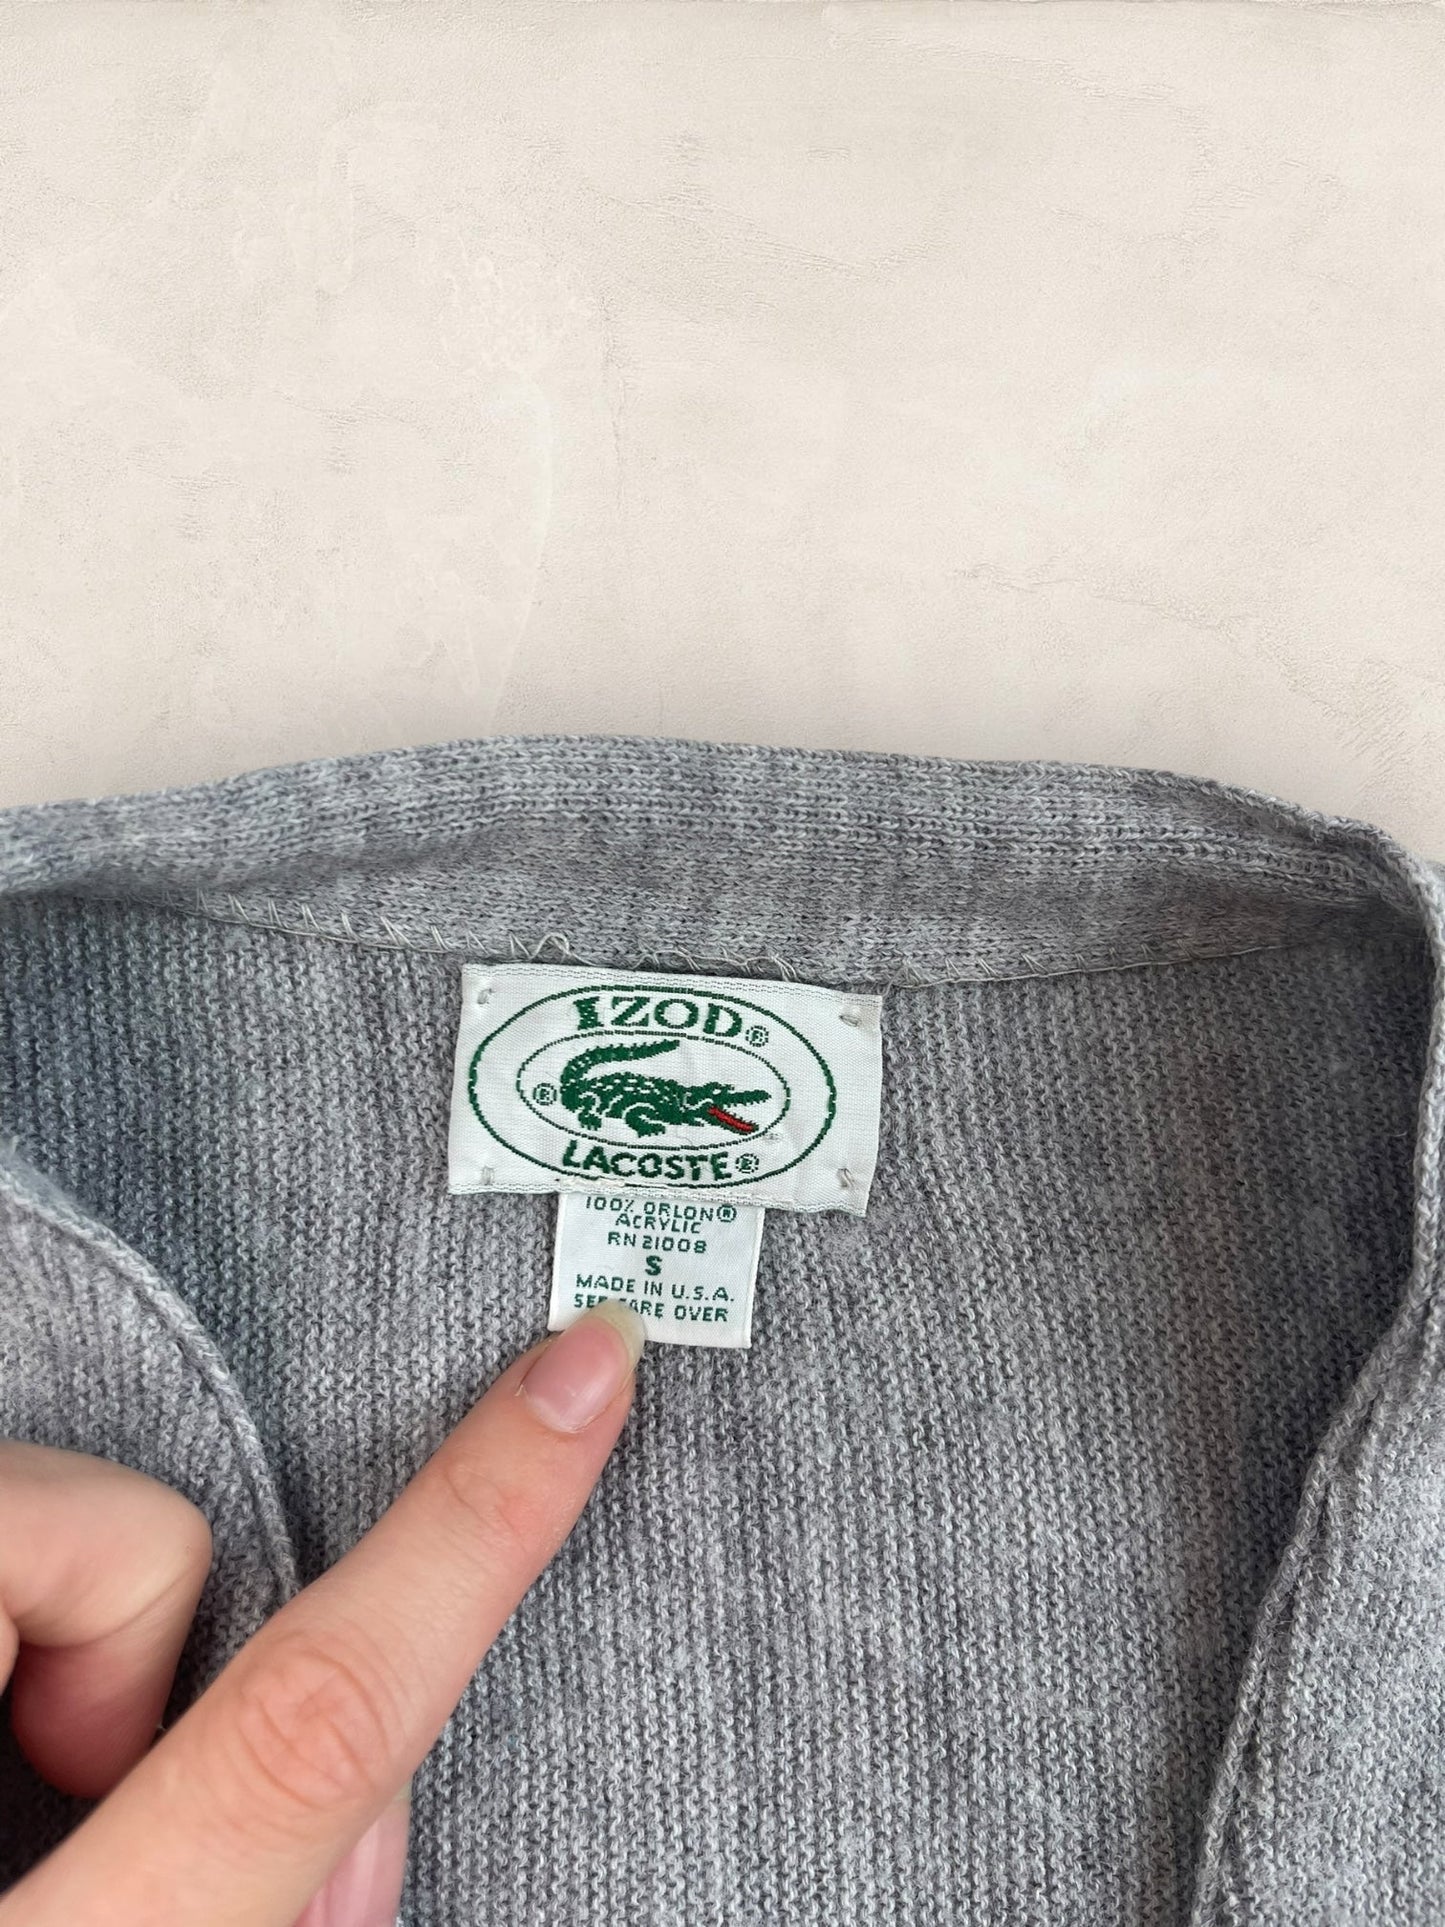 IZOD®
®
LACOSTE®
100% ORLON®
ACRYLIC
RN 21008
S
MADE IN U.S.A.
SEE CARE OVER